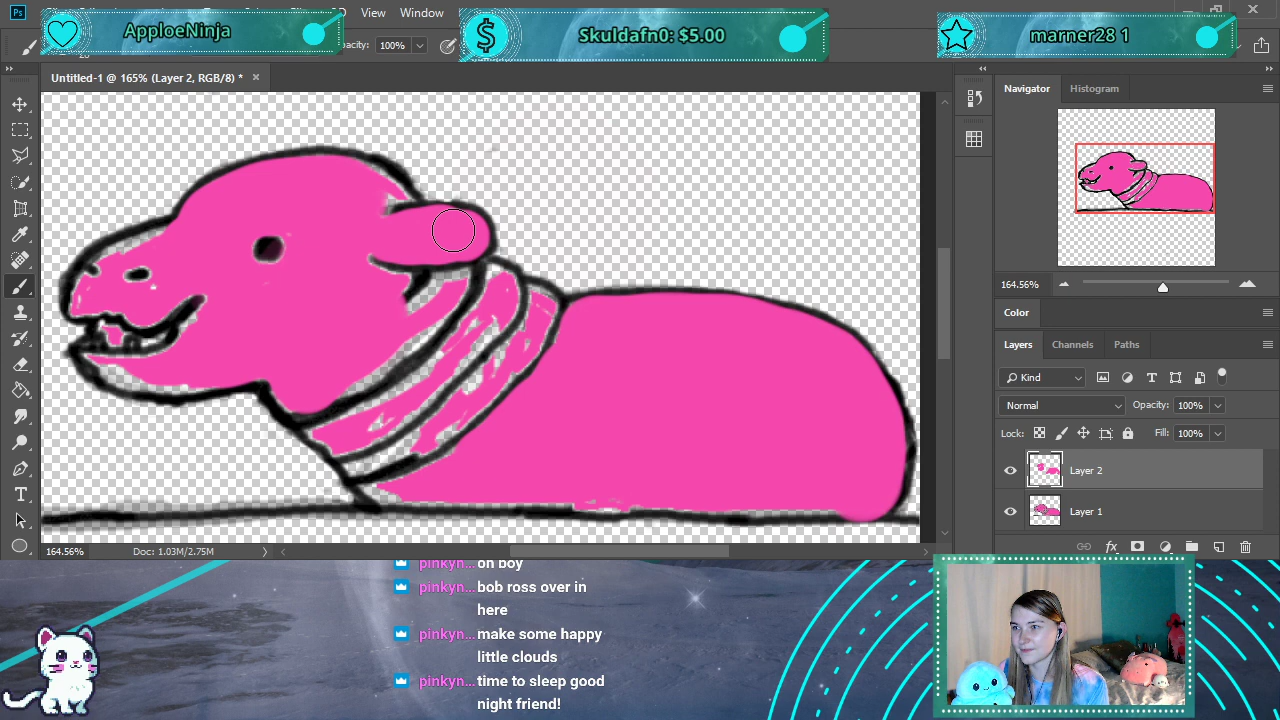 Ps
View Window
ApploeNinja
$
Skuldafn0: $5.00
marner28 1
100%
Untitled-1 @ 165% (Layer 2, RGB/8) *
Navigator Histogram
164.56%
Color
Layers Channels Paths
Kind
Normal Opacity: 100%
Lock: Fill: 100%
Layer 2
Layer 1
fx
164.56% Doc: 1.03M/2.75M
pinkyn... oh boy
pinkyn... bob ross over in
here
pinkyn... make some happy
little clouds
pinkyn... time to sleep good
night friend!